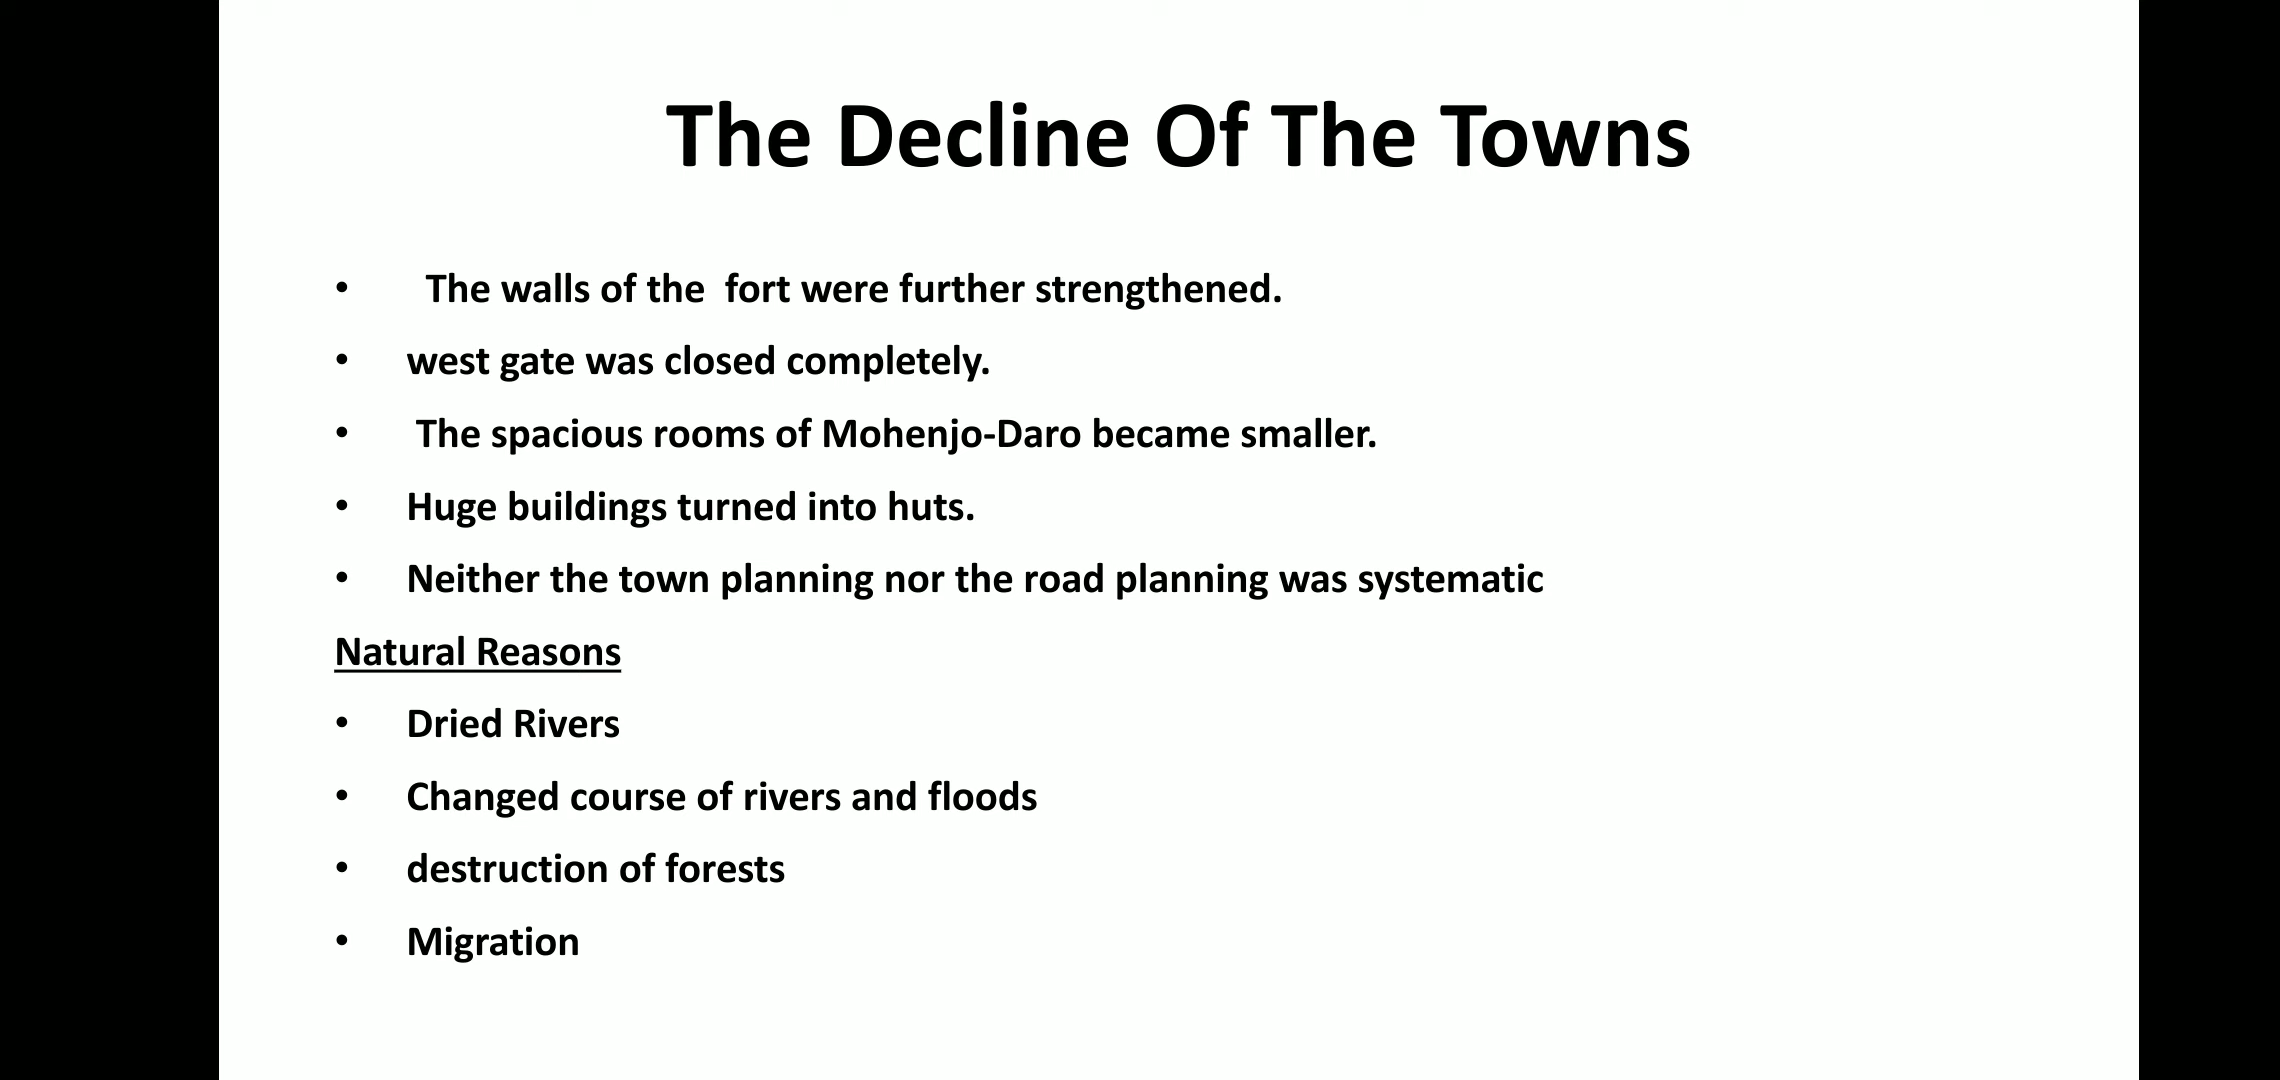 The Decline Of The Towns
• The walls of the fort were further strengthened.
• west gate was closed completely.
• The spacious rooms of Mohenjo-Daro became smaller.
• Huge buildings turned into huts.
• Neither the town planning nor the road planning was systematic
Natural Reasons
• Dried Rivers
• Changed course of rivers and floods
• destruction of forests
• Migration